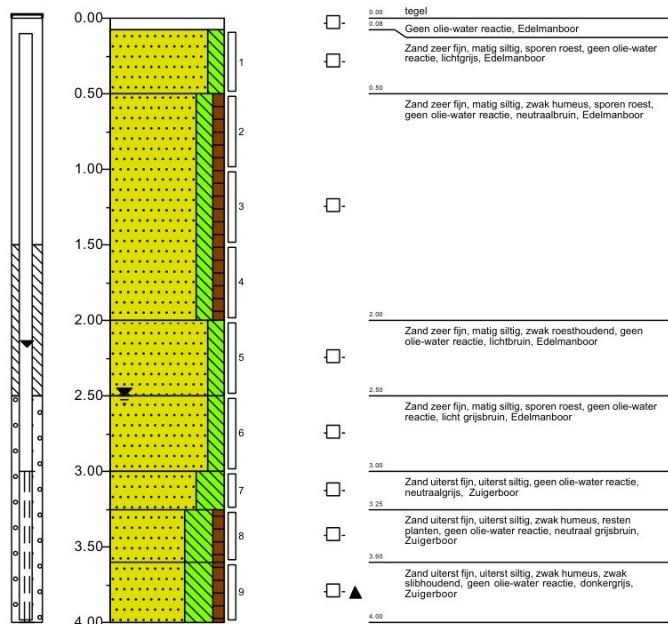 0.00
0.50
1.00
1.50
2.00
2.50
3.00
3.50
4.00
1
2
3
4
5
6
7
8
9
0.00
tegel
0.08
Geen olie-water reactie, Edelmanboor
Zand zeer fijn, matig siltig, sporen roest, geen olie-water
reactie, lichtgrijs, Edelmanboor
0.50
Zand zeer fijn, matig siltig, zwak humeus, sporen roest,
geen olie-water reactie, neutraalbruin, Edelmanboor
2.00
Zand zeer fijn, matig siltig, zwak roesthoudend, geen
olie-water reactie, lichtbruin, Edelmanboor
2.50
Zand zeer fijn, matig siltig, sporen roest, geen olie-water
reactie, licht grijsbruin, Edelmanboor
3.00
Zand uiterst fijn, uiterst siltig, geen olie-water reactie,
neutraalgrijs, Zuigerboor
3.25
Zand uiterst fijn, uiterst siltig, zwak humeus, resten
planten, geen olie-water reactie, neutraal grijsbruin,
Zuigerboor
3.60
Zand uiterst fijn, uiterst siltig, zwak humeus, zwak
slibhoudend, geen olie-water reactie, donkergrijs,
Zuigerboor
4.00